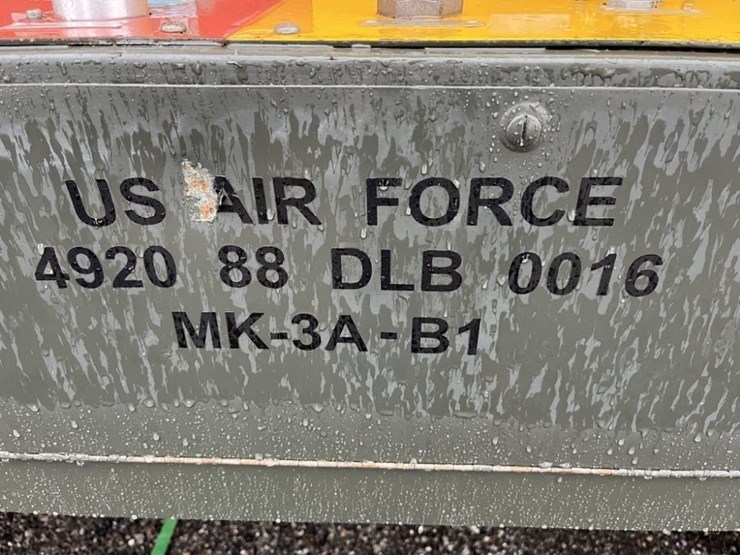 US AIR FORCE
4920 88 DLB 0016
MK-3A-B1